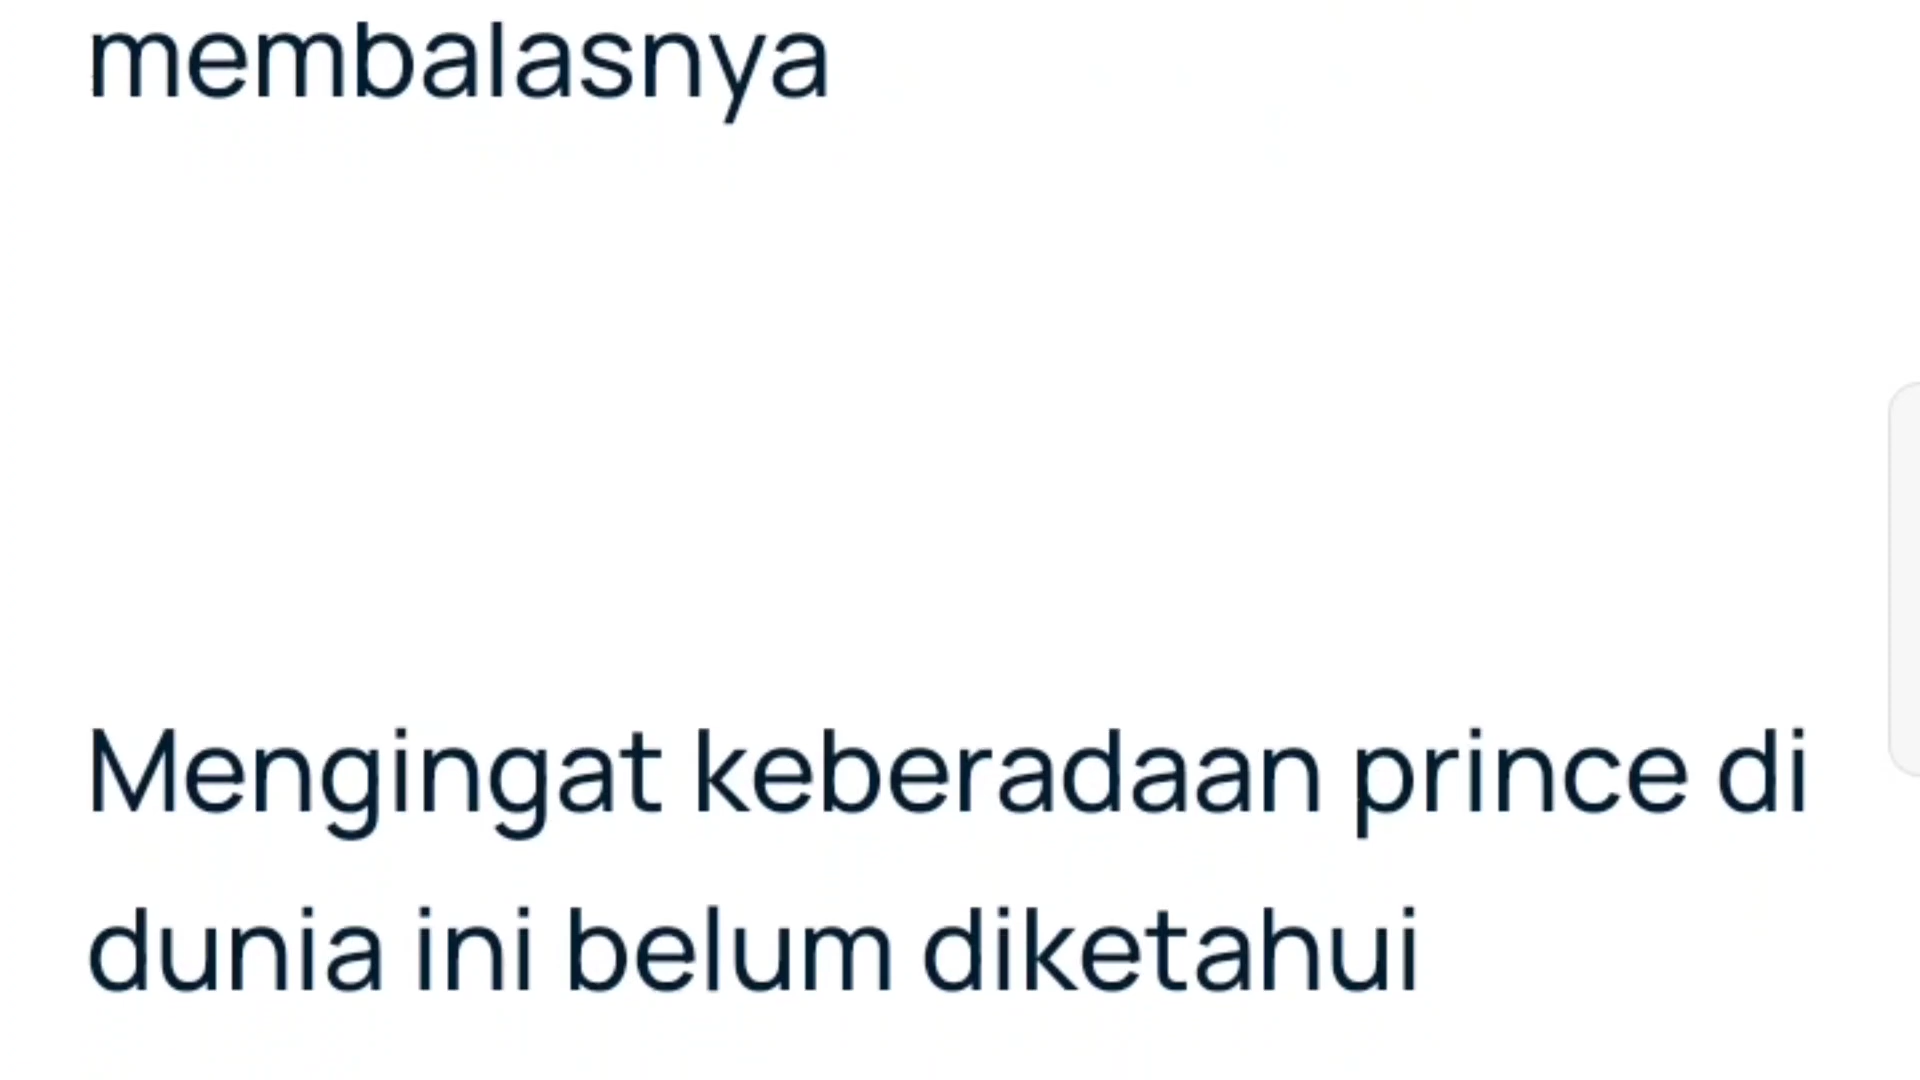 membalasnya
Mengingat keberadaan prince di
dunia ini belum diketahui